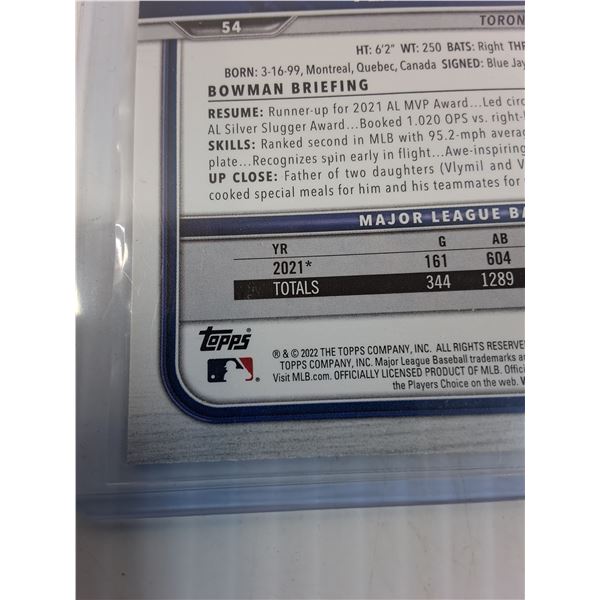 54
TORON
HT: 6'2" WT: 250 BATS: Right THR
BORN: 3-16-99, Montreal, Quebec, Canada SIGNED: Blue Jay
BOWMAN BRIEFING
RESUME: Runner-up for 2021 AL MVP Award...Led circ
AL Silver Slugger Award...Booked 1.020 OPS vs. right-
SKILLS: Ranked second in MLB with 95.2-mph avera
plate...Recognizes spin early in flight...Awe-inspiring
UP CLOSE: Father of two daughters (Vlymil and V
cooked special meals for him and his teammates for
MAJOR LEAGUE BA
YR G AB
2021* 161 604
TOTALS 344 1289
Topps
® & © 2022 THE TOPPS COMPANY, INC. ALL RIGHTS RESERVE
TOPPS COMPANY, INC. Major League Baseball trademarks a
Visit MLB.com. OFFICIALLY LICENSED PRODUCT OF MLB. Offic
the Players Choice on the web. W